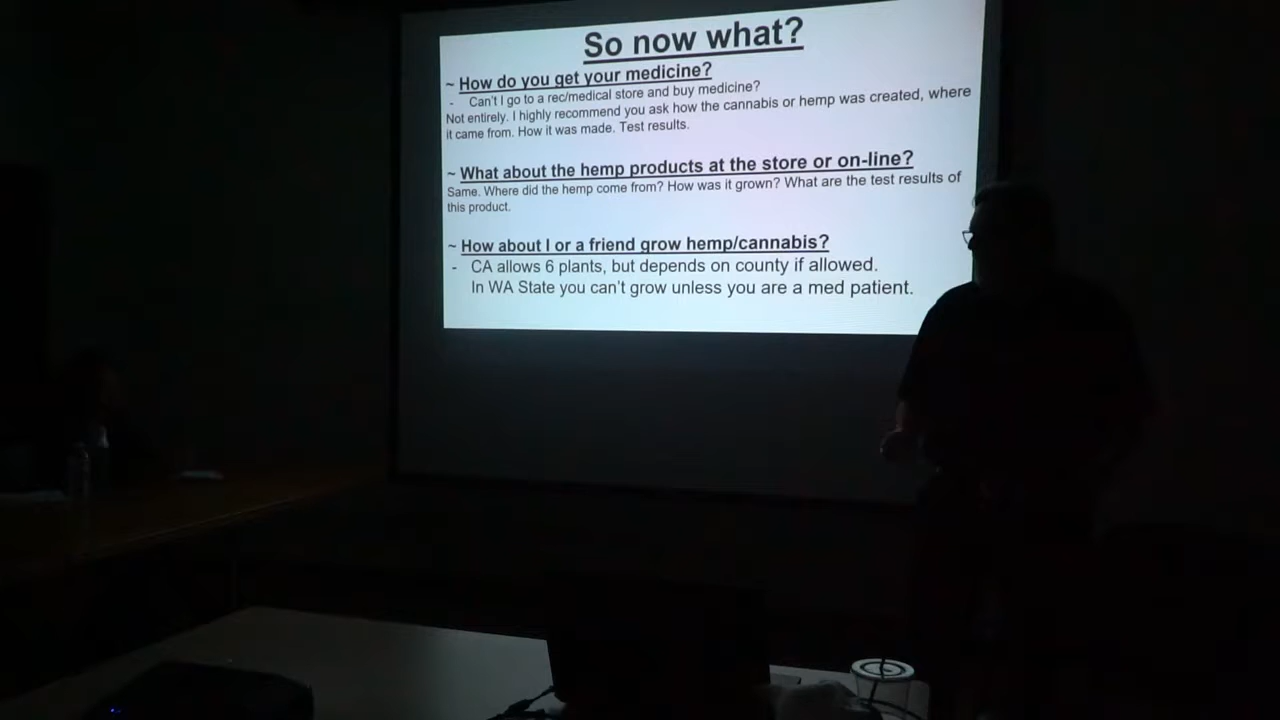 So now what?
~ How do you get your medicine?
- Can't I go to a rec/medical store and buy medicine?
Not entirely. I highly recommend you ask how the cannabis or hemp was created, where
it came from. How it was made. Test results.
~ What about the hemp products at the store or on-line?
Same. Where did the hemp come from? How was it grown? What are the test results of
this product.
~ How about I or a friend grow hemp/cannabis?
- CA allows 6 plants, but depends on county if allowed.
In WA State you can't grow unless you are a med patient.